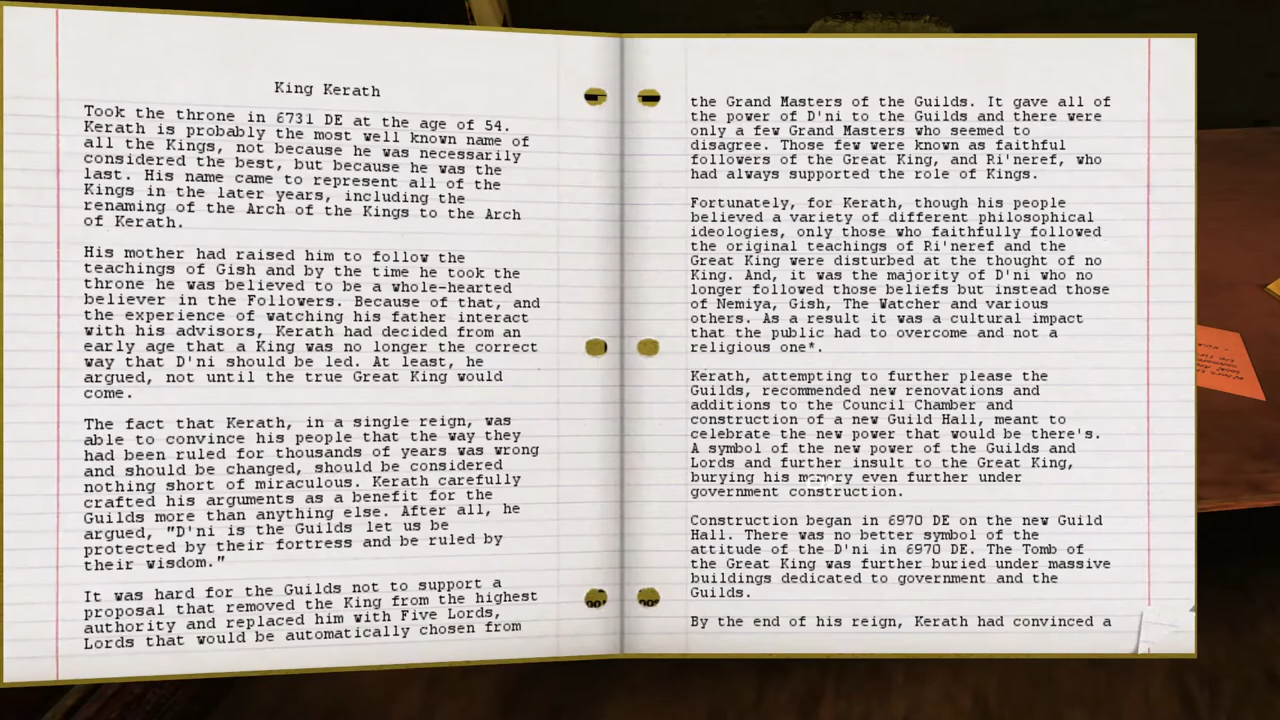 King Kerath
Took the throne in 6731 DE at the age of 54.
Kerath is probably the most well known name of
all the Kings, not because he was necessarily
considered the best, but because he was the
last. His name came to represent all of the
Kings in the later years, including the
renaming of the Arch of the Kings to the Arch
of Kerath.
His mother had raised him to follow the
teachings of Gish and by the time he took the
throne he was believed to be a whole-hearted
believer in the Followers. Because of that, and
the experience of watching his father interact
with his advisors, Kerath had decided from an
early age that a King was no longer the correct
way that D'ni should be led. At least, he
argued, not until the true Great King would
come.
The fact that Kerath, in a single reign, was
able to convince his people that the way they
had been ruled for thousands of years was wrong
and should be changed, should be considered
nothing short of miraculous. Kerath carefully
crafted his arguments as a benefit for the
Guilds more than anything else. After all, he
argued, "D'ni is the Guilds let us be
protected by their fortress and be ruled by
their wisdom."
It was hard for the Guilds not to support a
proposal that removed the King from the highest
authority and replaced him with Five Lords,
Lords that would be automatically chosen from
the Grand Masters of the Guilds. It gave all of
the power of D'ni to the Guilds and there were
only a few Grand Masters who seemed to
disagree. Those few were known as faithful
followers of the Great King, and Ri'neref, who
had always supported the role of Kings.
Fortunately, for Kerath, though his people
believed a variety of different philosophical
ideologies, only those who faithfully followed
the original teachings of Ri'neref and the
Great King were disturbed at the thought of no
King. And, it was the majority of D'ni who no
longer followed those beliefs but instead those
of Nemiya, Gish, The Watcher and various
others. As a result it was a cultural impact
that the public had to overcome and not a
religious one*.
Kerath, attempting to further please the
Guilds, recommended new renovations and
additions to the Council Chamber and
construction of a new Guild Hall, meant to
celebrate the new power that would be there's.
A symbol of the new power of the Guilds and
Lords and further insult to the Great King,
burying his memory even further under
government construction.
Construction began in 6970 DE on the new Guild
Hall. There was no better symbol of the
attitude of the D'ni in 6970 DE. The Tomb of
the Great King was further buried under massive
buildings dedicated to government and the
Guilds.
By the end of his reign, Kerath had convinced a